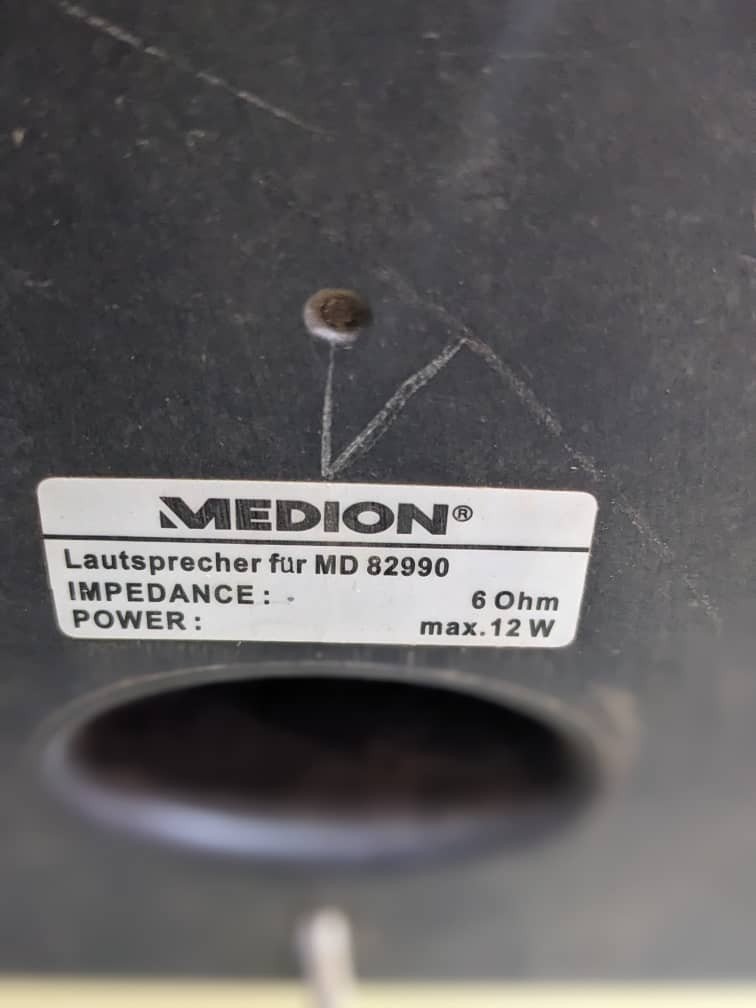 MEDION®
Lautsprecher für MD 82990
IMPEDANCE : 6 Ohm
POWER : max.12 W